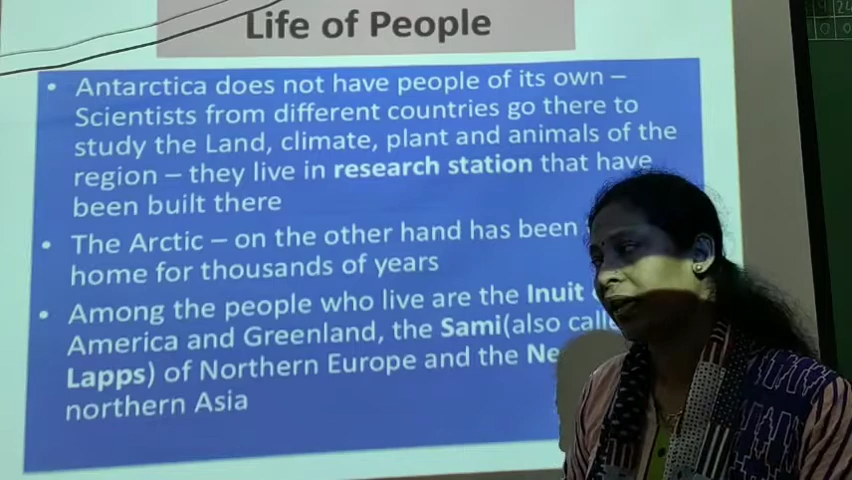 Life of People
• Antarctica does not have people of its own –
Scientists from different countries go there to
study the Land, climate, plant and animals of the
region – they live in research station that have
been built there
• The Arctic – on the other hand has been
home for thousands of years
• Among the people who live are the Inuit
America and Greenland, the Sami(also
Lapps) of Northern Europe and the
northern Asia